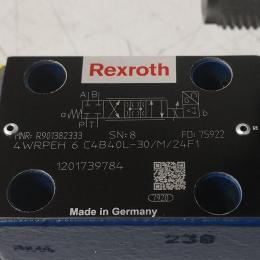 Rexroth
A B
a
P T
MNR: R901382333 SN: 8 FD: 75922
4WRPEH 6 C4B40L-30/M/24F1
1201739784
7920
Made in Germany
238